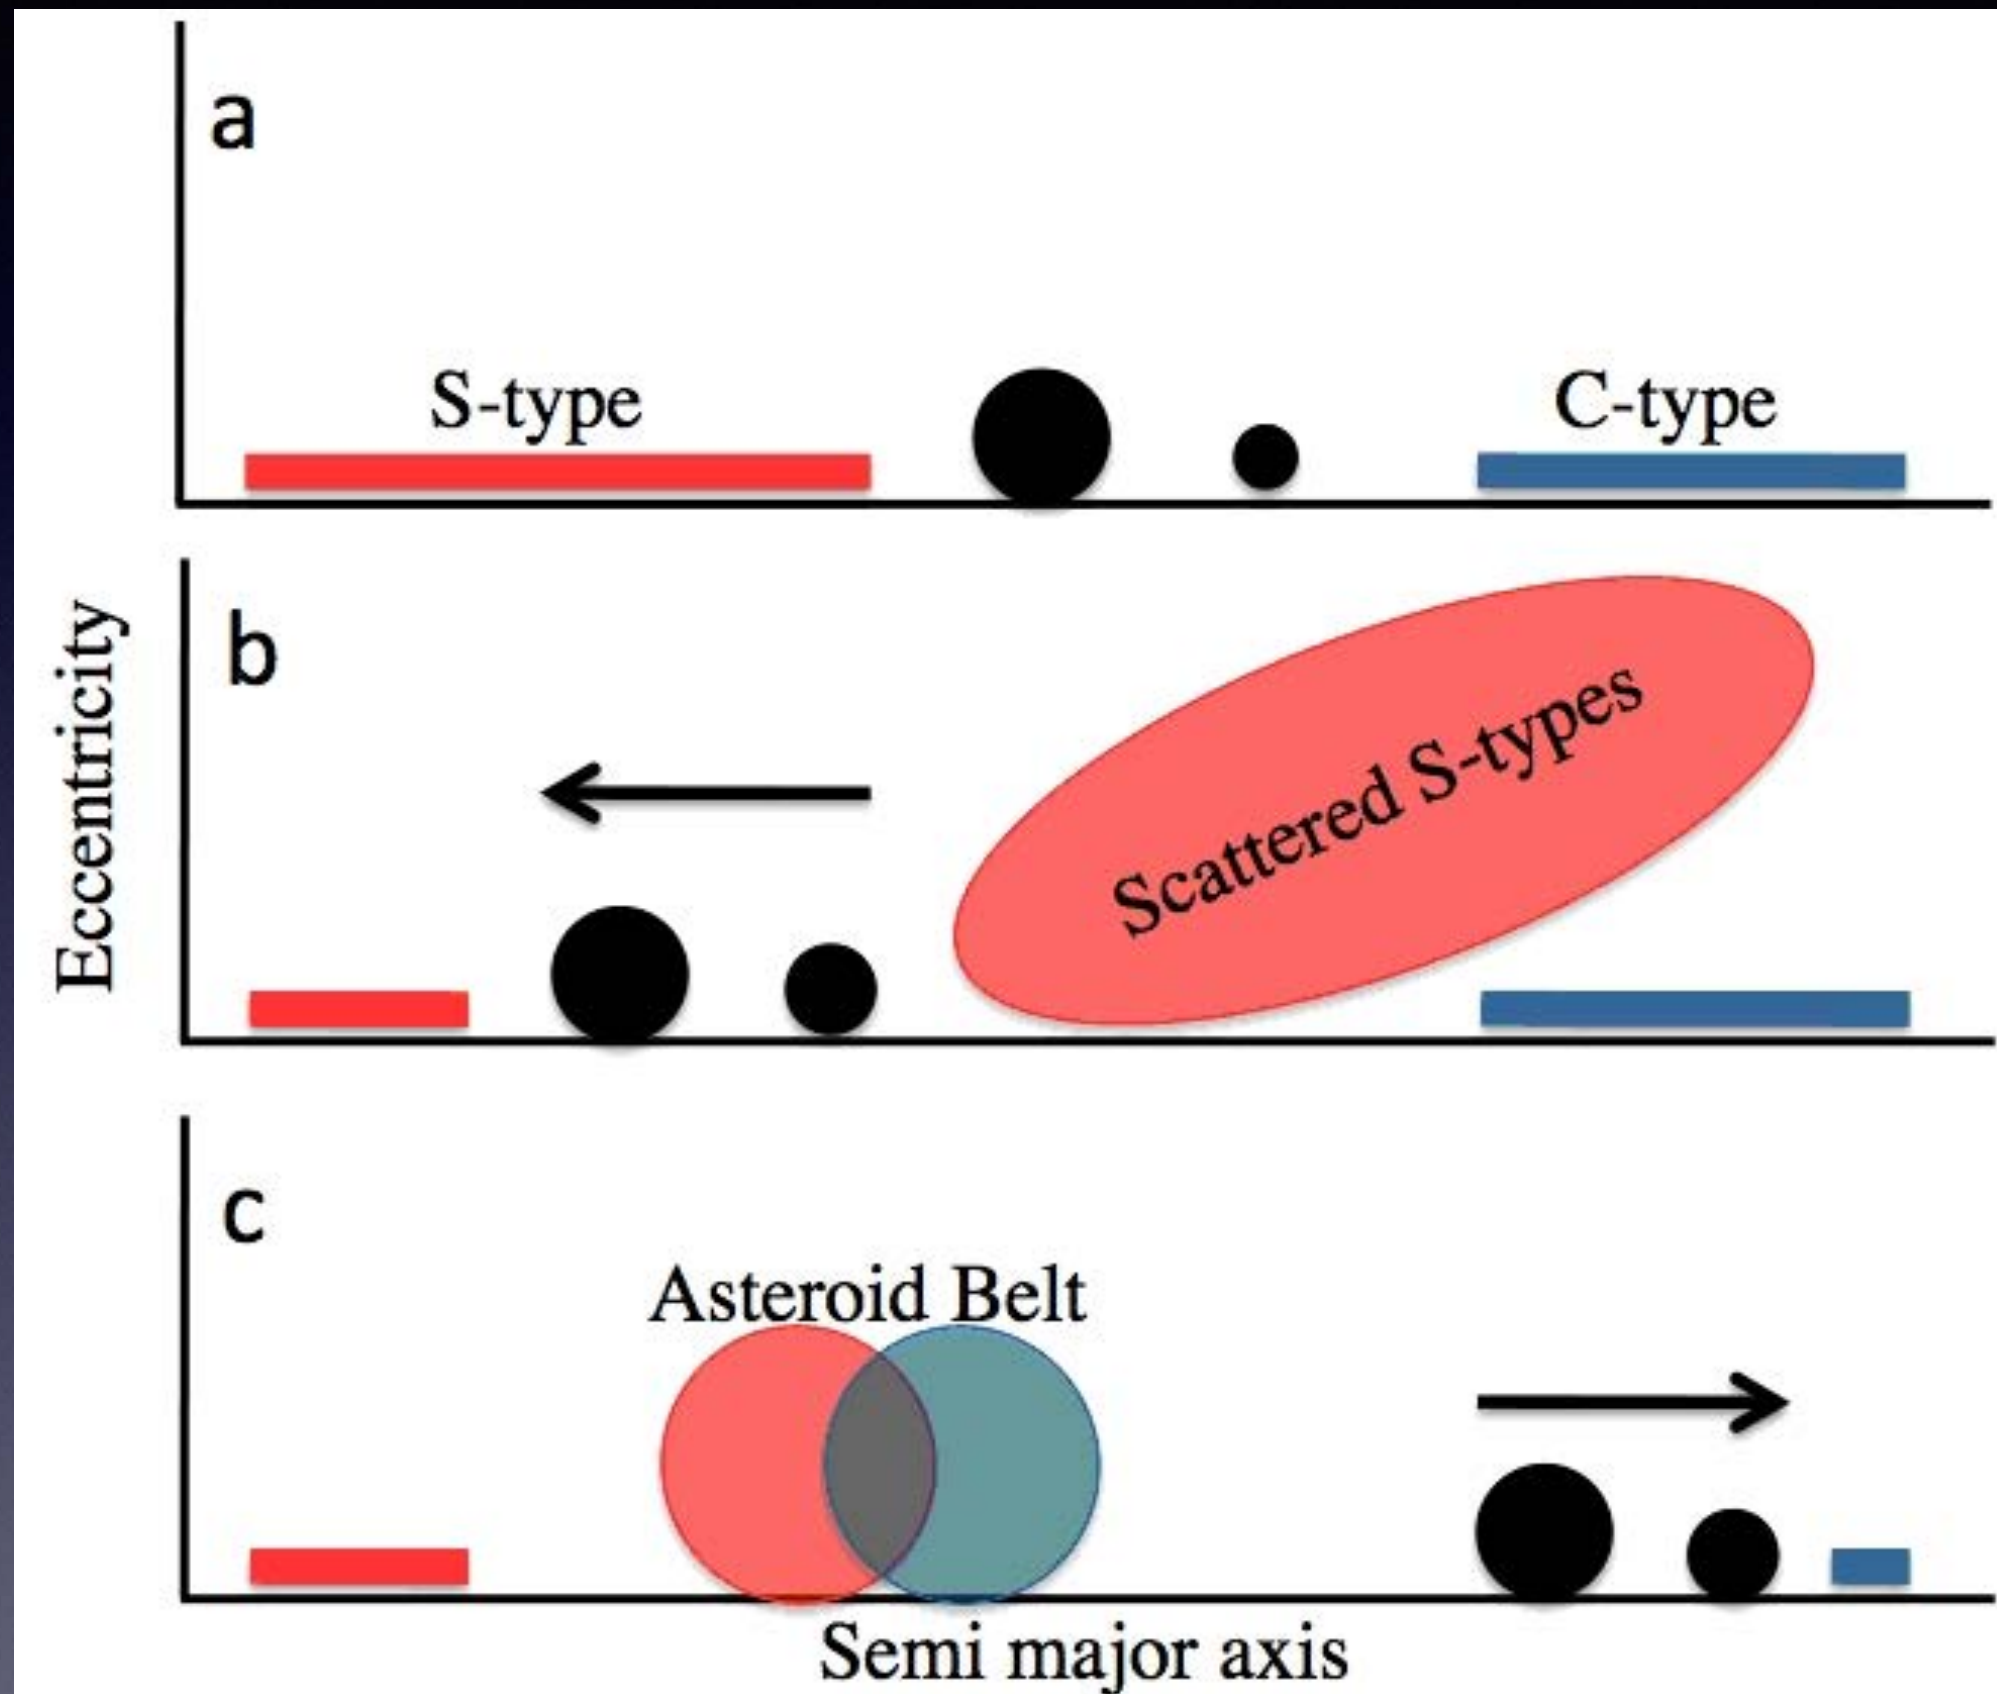 a
S-type
C-type
Eccentricity
b
Scattered S-types
c
Asteroid Belt
Semi major axis